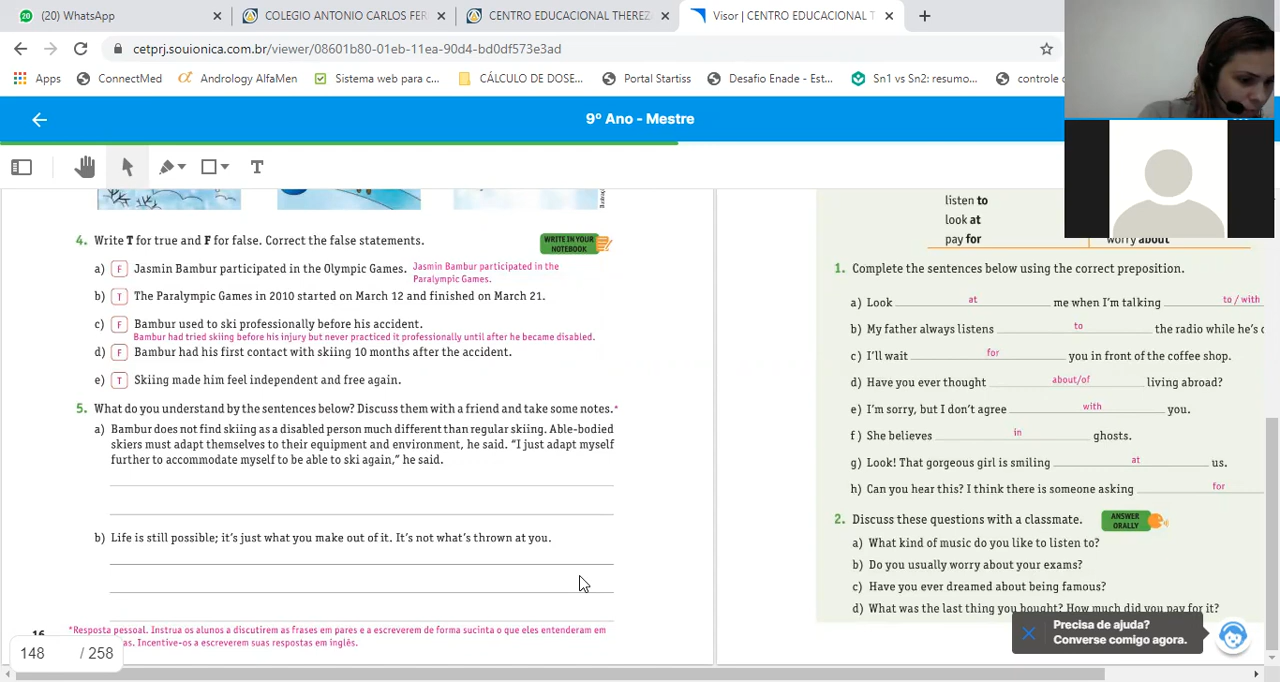 (20) WhatsApp
COLEGIO ANTONIO CARLOS FER
CENTRO EDUCACIONAL THEREZ
Visor | CENTRO EDUCACIONAL T
cetprj.souionica.com.br/viewer/08601b80-01eb-11ea-90d4-bd0df573e3ad
Apps
ConnectMed
Andrology AlfaMen
Sistema web para c...
CÁLCULO DE DOSE...
Portal Startiss
Desafio Enade - Est...
Sn1 vs Sn2: resumo...
controle d
9º Ano - Mestre
4. Write T for true and F for false. Correct the false statements.
WRITE IN YOUR
NOTEBOOK
a) F Jasmin Bambur participated in the Olympic Games. Jasmin Bambur participated in the
Paralympic Games.
b) T The Paralympic Games in 2010 started on March 12 and finished on March 21.
c) F Bambur used to ski professionally before his accident.
Bambur had tried skiing before his injury but never practiced it professionally until after he became disabled.
d) F Bambur had his first contact with skiing 10 months after the accident.
e) T Skiing made him feel independent and free again.
5. What do you understand by the sentences below? Discuss them with a friend and take some notes.*
a) Bambur does not find skiing as a disabled person much different than regular skiing. Able-bodied
skiers must adapt themselves to their equipment and environment, he said. “I just adapt myself
further to accommodate myself to be able to ski again,” he said.
b) Life is still possible; it’s just what you make out of it. It’s not what’s thrown at you.
16
*Resposta pessoal. Instrua os alunos a discutirem as frases em pares e a escreverem de forma sucinta o que eles entenderam em
as. Incentive-os a escreverem suas respostas em inglês.
148 / 258
listen to
look at
pay for
worry about
1. Complete the sentences below using the correct preposition.
a) Look at me when I’m talking to / with
b) My father always listens to the radio while he’s c
c) I’ll wait for you in front of the coffee shop.
d) Have you ever thought about/of living abroad?
e) I’m sorry, but I don’t agree with you.
f) She believes in ghosts.
g) Look! That gorgeous girl is smiling at us.
h) Can you hear this? I think there is someone asking for
2. Discuss these questions with a classmate.
ANSWER
ORALLY
a) What kind of music do you like to listen to?
b) Do you usually worry about your exams?
c) Have you ever dreamed about being famous?
d) What was the last thing you bought? How much did you pay for it?
Precisa de ajuda?
Converse comigo agora.